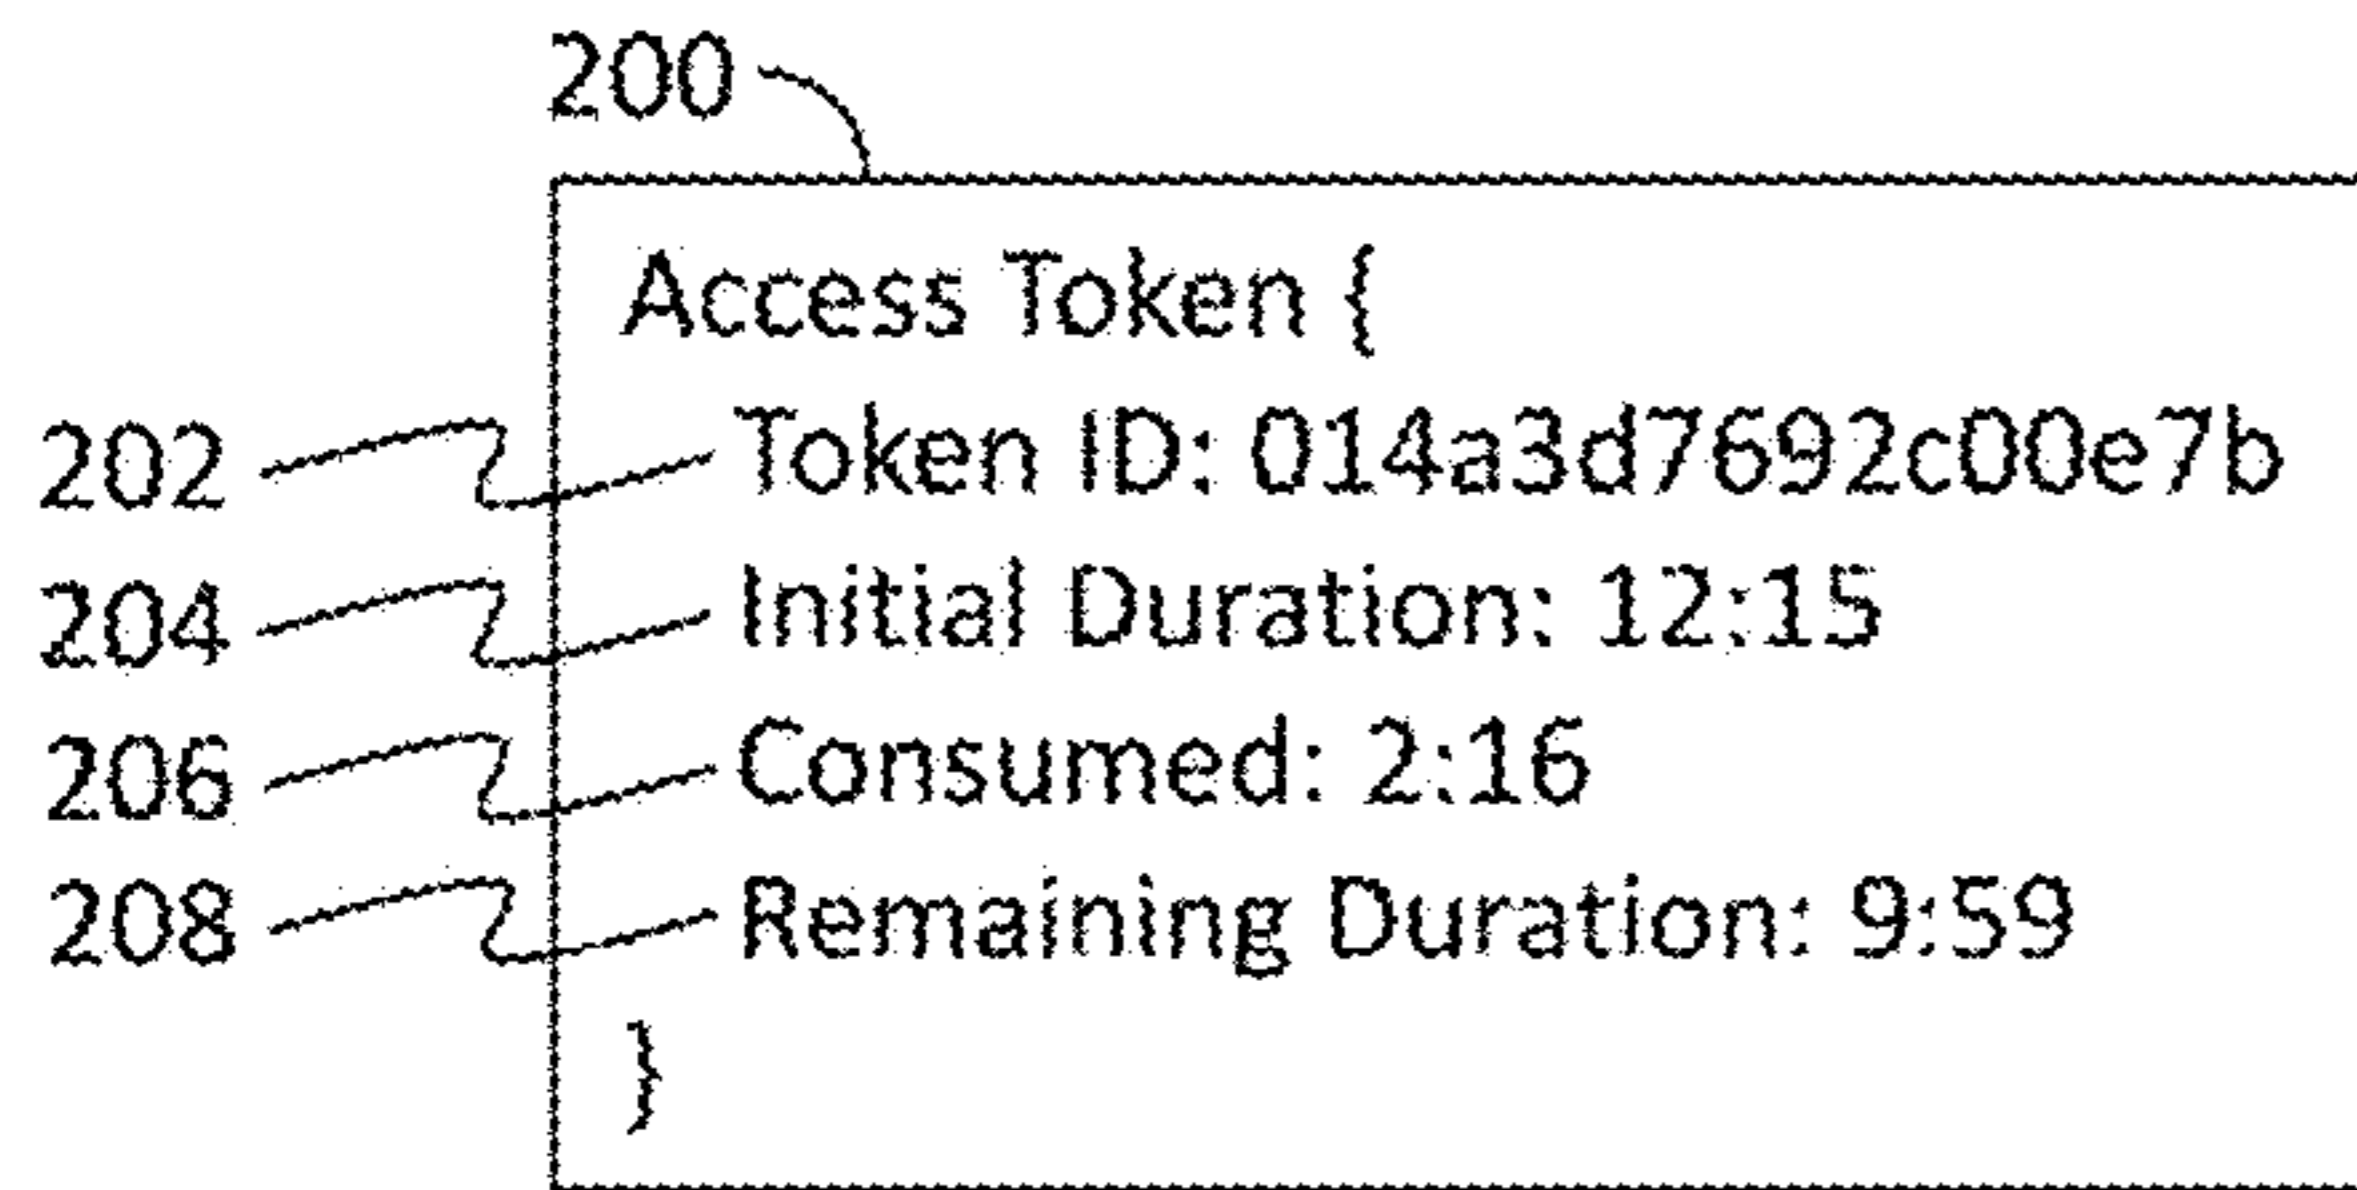 200
Access Token {
202 Token ID: 014a3d7692c00e7b
204 Initial Duration: 12:15
206 Consumed: 2:16
208 Remaining Duration: 9:59
}